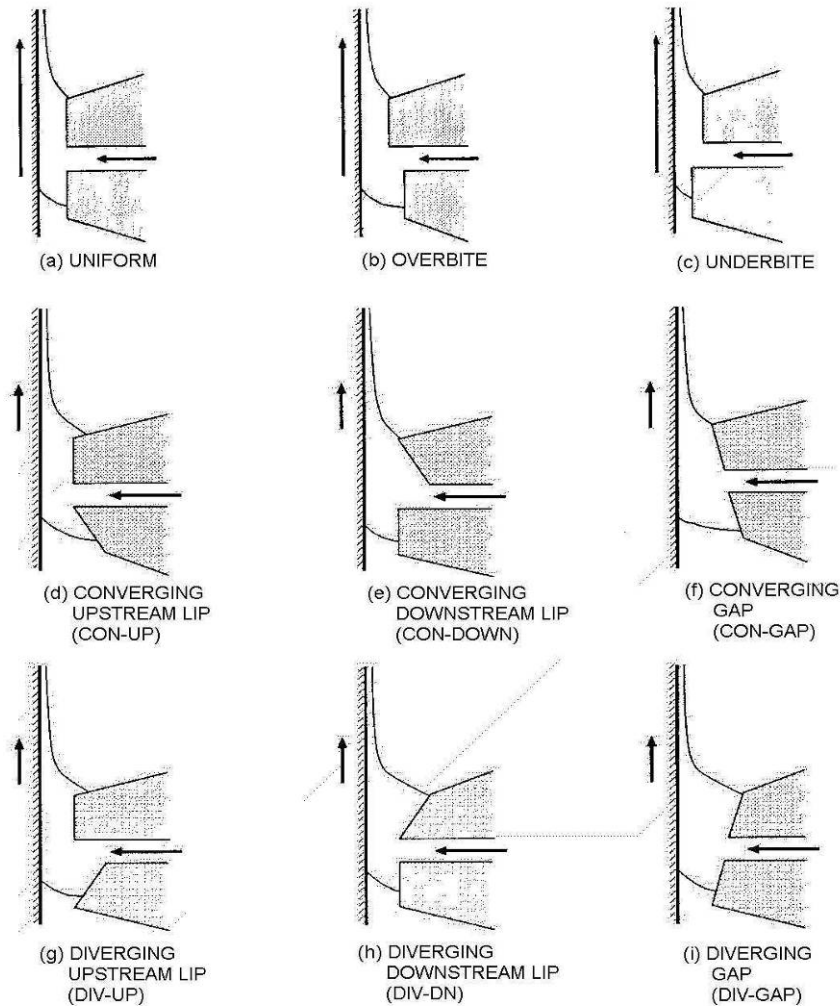 (a) UNIFORM
(b) OVERBITE
(c) UNDERBITE
(d) CONVERGING
UPSTREAM LIP
(CON-UP)
(e) CONVERGING
DOWNSTREAM LIP
(CON-DOWN)
(f) CONVERGING
GAP
(CON-GAP)
(g) DIVERGING
UPSTREAM LIP
(DIV-UP)
(h) DIVERGING
DOWNSTREAM LIP
(DIV-DN)
(i) DIVERGING
GAP
(DIV-GAP)